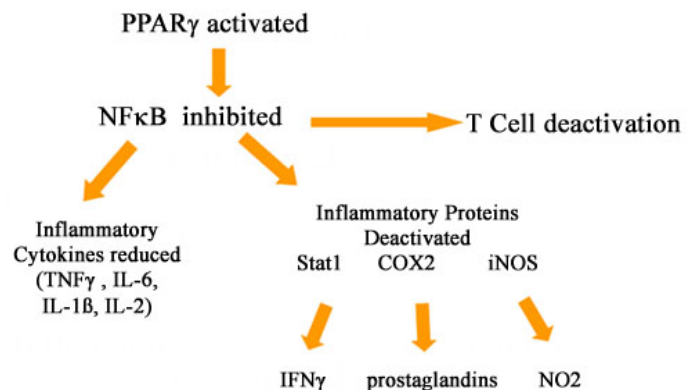 PPARγ activated
NFκB inhibited
T Cell deactivation
Inflammatory
Cytokines reduced
(TNFγ , IL-6,
IL-1ß, IL-2)
Inflammatory Proteins
Deactivated
Stat1 COX2 iNOS
IFNγ prostaglandins NO2